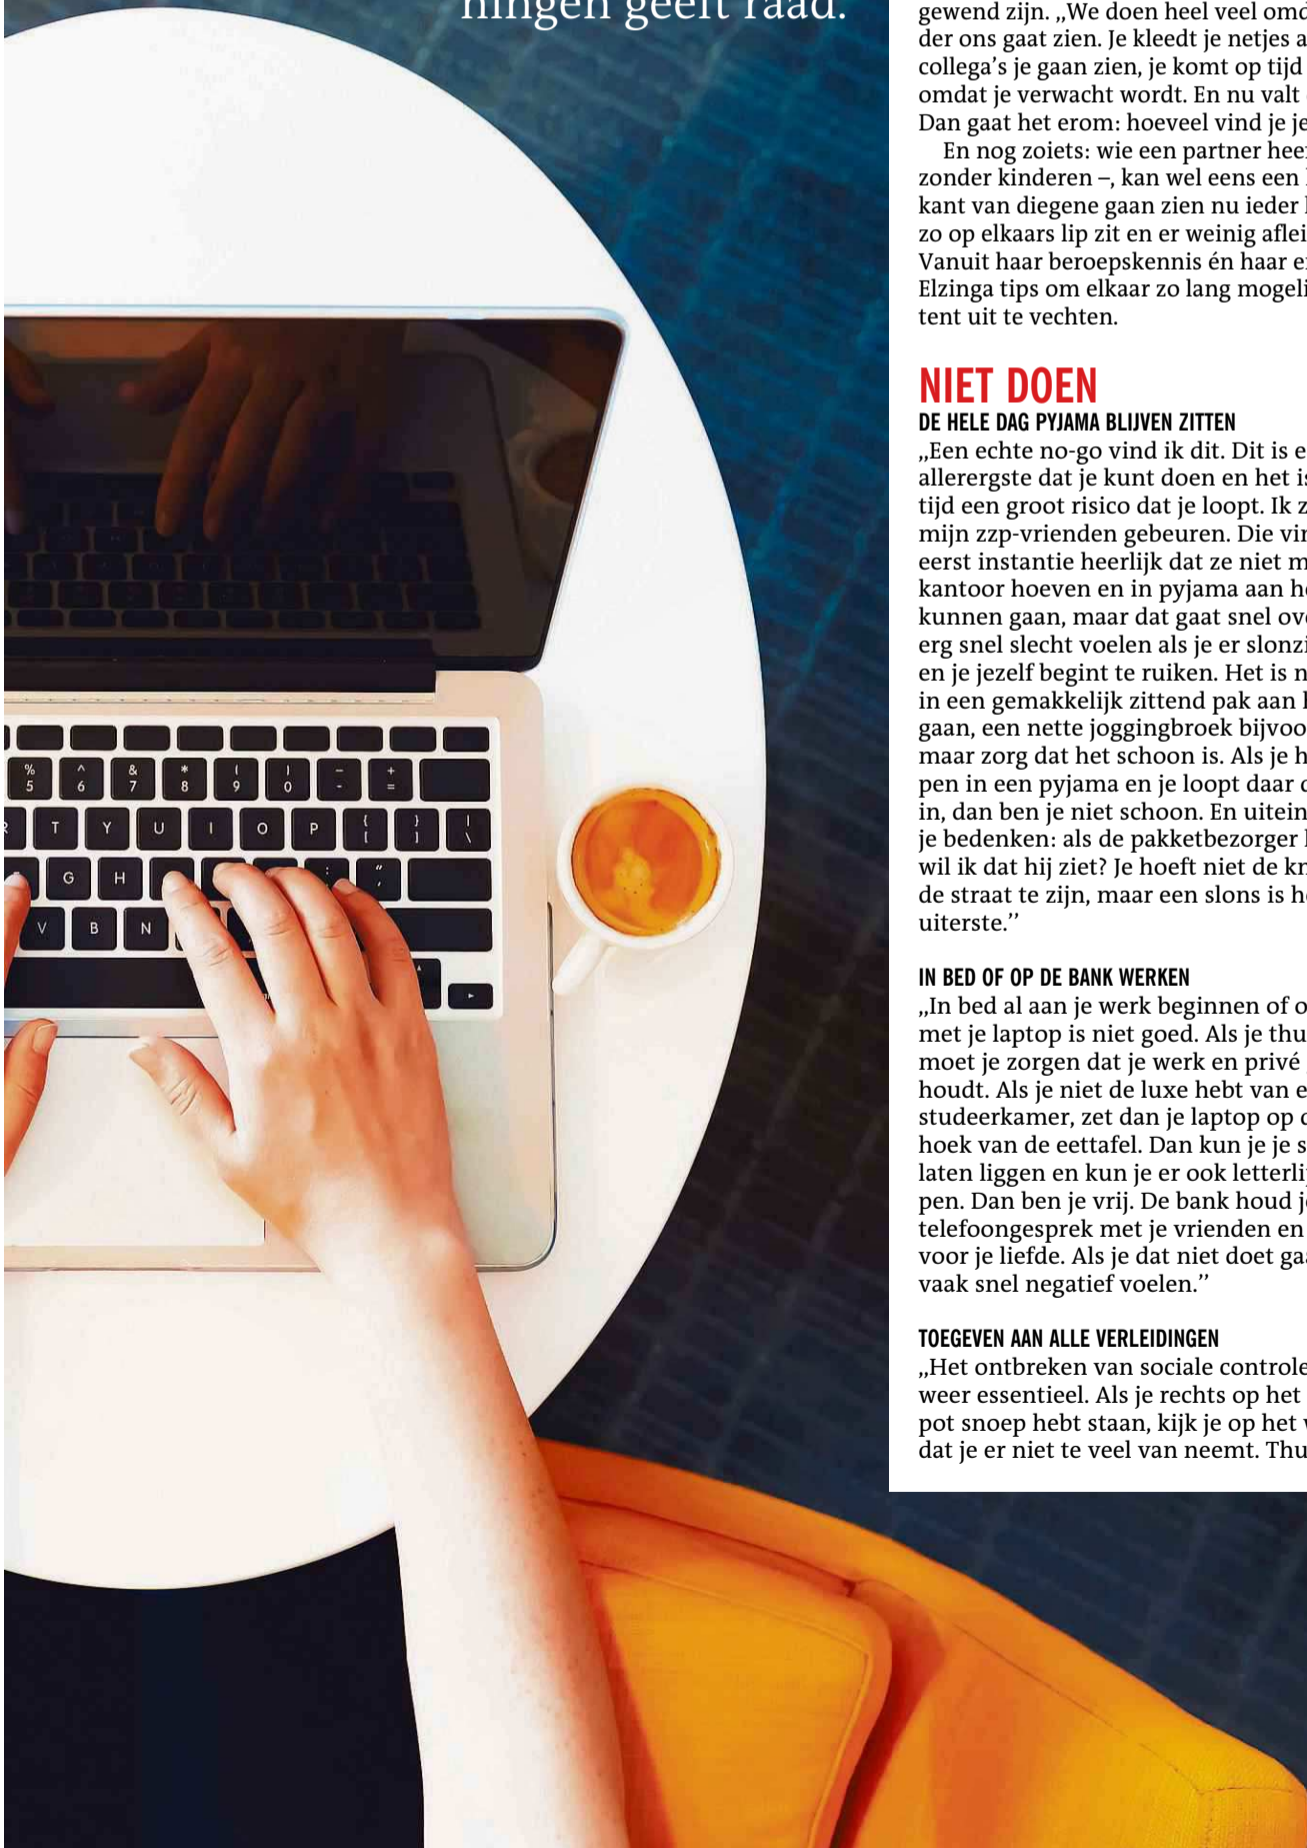 ningen geeft raad.
gewend zijn. „We doen heel veel omd
der ons gaat zien. Je kleedt je netjes a
collega's je gaan zien, je komt op tijd
omdat je verwacht wordt. En nu valt
Dan gaat het erom: hoeveel vind je je
En nog zoiets: wie een partner hee
zonder kinderen –, kan wel eens een
kant van diegene gaan zien nu ieder
zo op elkaars lip zit en er weinig aflei
Vanuit haar beroepskennis én haar e
Elzinga tips om elkaar zo lang mogeli
tent uit te vechten.
NIET DOEN
DE HELE DAG PYJAMA BLIJVEN ZITTEN
„Een echte no-go vind ik dit. Dit is e
allerergste dat je kunt doen en het is
tijd een groot risico dat je loopt. Ik z
mijn zzp-vrienden gebeuren. Die vin
eerst instantie heerlijk dat ze niet m
kantoor hoeven en in pyjama aan he
kunnen gaan, maar dat gaat snel ove
erg snel slecht voelen als je er slonzi
en je jezelf begint te ruiken. Het is n
in een gemakkelijk zittend pak aan
gaan, een nette joggingbroek bijvoo
maar zorg dat het schoon is. Als je h
pen in een pyjama en je loopt daar d
in, dan ben je niet schoon. En uitein
je bedenken: als de pakketbezorger
wil ik dat hij ziet? Je hoeft niet de kn
de straat te zijn, maar een slons is he
uiterste.’’
IN BED OF OP DE BANK WERKEN
„In bed al aan je werk beginnen of o
met je laptop is niet goed. Als je thu
moet je zorgen dat je werk en privé
houdt. Als je niet de luxe hebt van e
studeerkamer, zet dan je laptop op d
hoek van de eettafel. Dan kun je je s
laten liggen en kun je er ook letterlij
pen. Dan ben je vrij. De bank houd je
telefoongesprek met je vrienden en
voor je liefde. Als je dat niet doet gaa
vaak snel negatief voelen.’’
TOEGEVEN AAN ALLE VERLEIDINGEN
„Het ontbreken van sociale controle
weer essentieel. Als je rechts op het
pot snoep hebt staan, kijk je op het
dat je er niet te veel van neemt. Thu
% 5 ^ 6 & 7 * 8 ( 9 ) 0 - + =
T Y U I O P { [ } ] | \
G H : " '
V B N